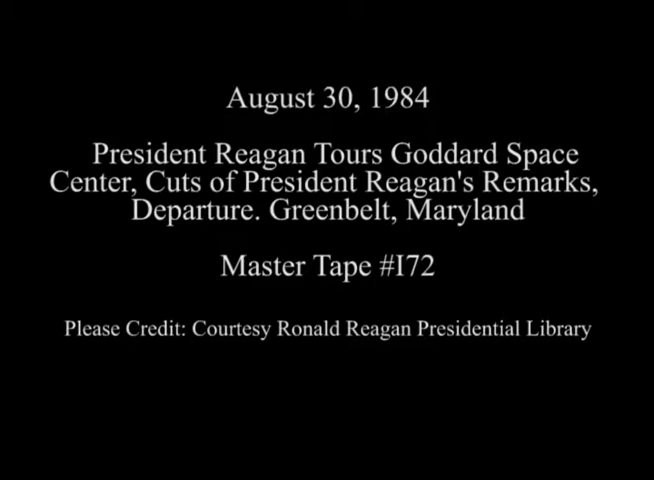 August 30, 1984
President Reagan Tours Goddard Space
Center, Cuts of President Reagan's Remarks,
Departure. Greenbelt, Maryland
Master Tape #I72
Please Credit: Courtesy Ronald Reagan Presidential Library